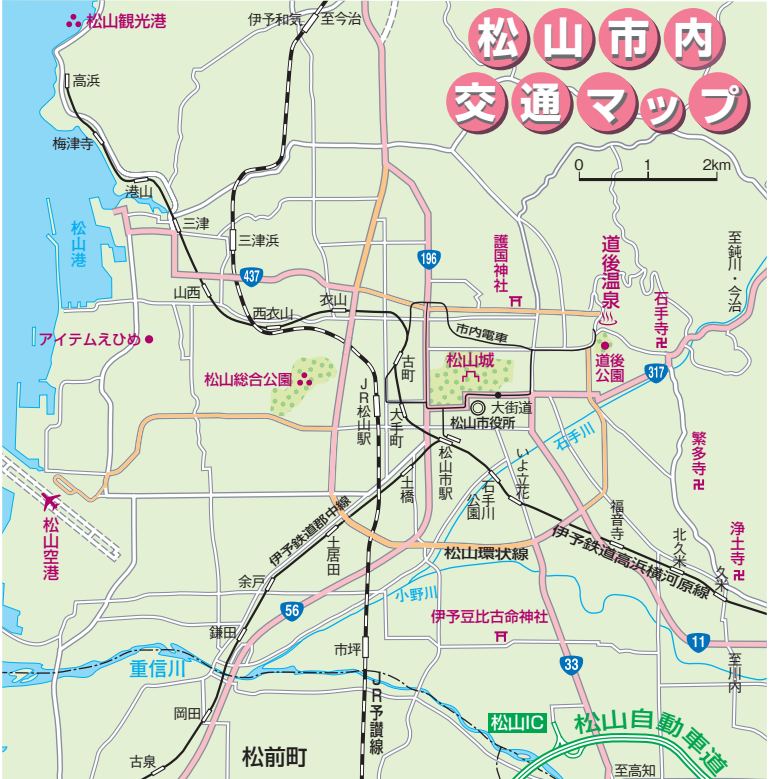 松山市内
交通マップ
松山観光港
伊予和気
至今治
高浜
梅津寺
港山
0 1 2km
三津
松山港
三津浜
護国神社
道後温泉
至鈍川・今治
196
437
山西
石手寺
衣山
西衣山
市内電車
アイテムえひめ
松山城
道後
公園
古町
317
松山総合公園
JR松山駅
大街道
大手町
松山市役所
石手川
繁多寺
松山市駅
いよ立花
土橋
石手川
公園
福音寺
松山空港
伊予鉄道郡中線
土居田
北久米
浄土寺
松山環状線
伊予鉄道高浜横河原線
久米
余戸
小野川
56
伊予豆比古命神社
鎌田
市坪
11
重信川
33
至川内
JR予讃線
岡田
松山IC
松山自動車道
松前町
古泉
至高知